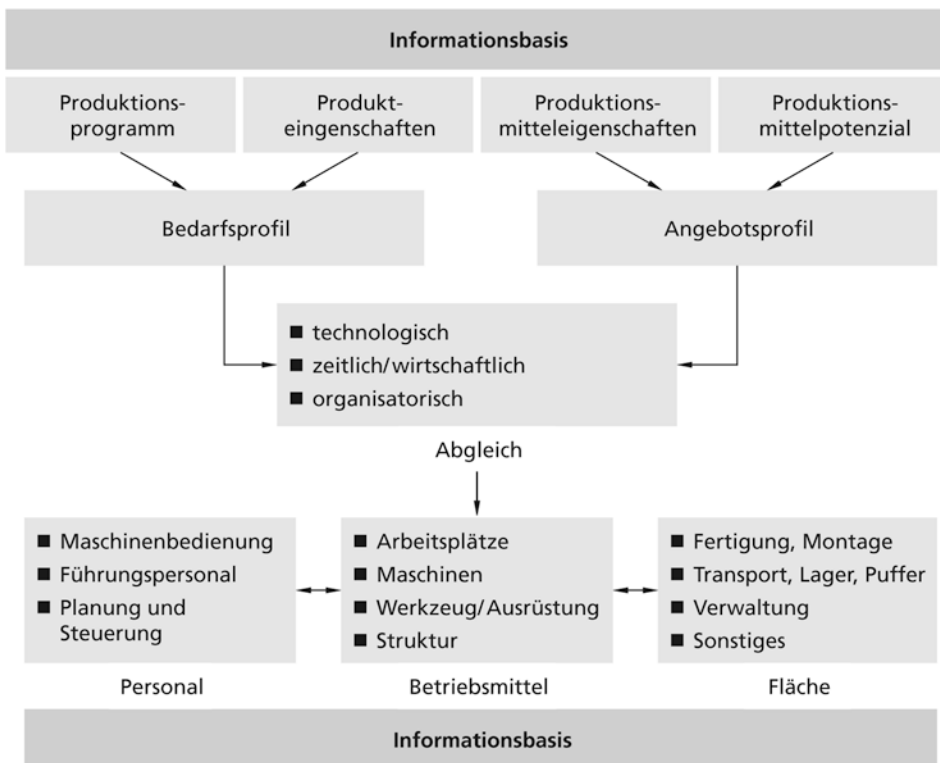 Informationsbasis
Produktions-
programm
Produkt-
eingenschaften
Produktions-
mitteleigenschaften
Produktions-
mittelpotenzial
Bedarfsprofil
Angebotsprofil
■ technologisch
■ zeitlich/wirtschaftlich
■ organisatorisch
Abgleich
■ Maschinenbedienung
■ Führungspersonal
■ Planung und
Steuerung
Personal
■ Arbeitsplätze
■ Maschinen
■ Werkzeug/Ausrüstung
■ Struktur
Betriebsmittel
■ Fertigung, Montage
■ Transport, Lager, Puffer
■ Verwaltung
■ Sonstiges
Fläche
Informationsbasis